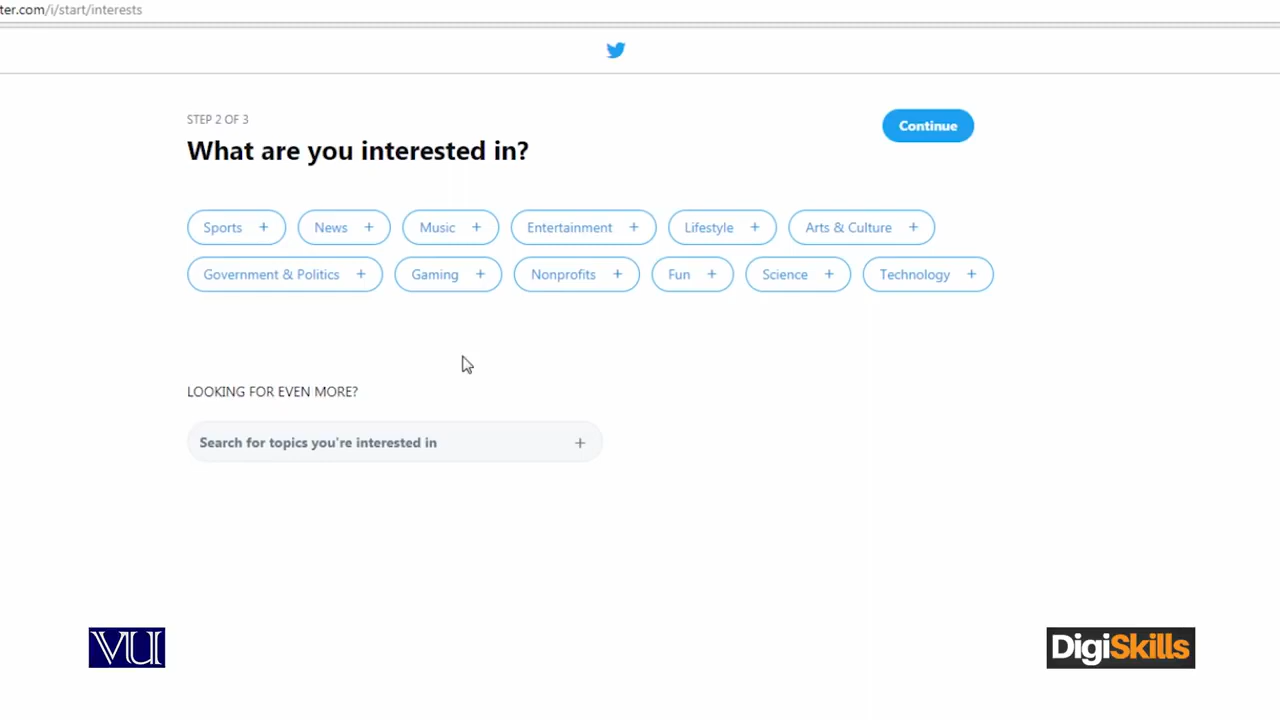 ter.com/i/start/interests
STEP 2 OF 3
What are you interested in?
Continue
Sports + News + Music + Entertainment + Lifestyle + Arts & Culture +
Government & Politics + Gaming + Nonprofits + Fun + Science + Technology +
LOOKING FOR EVEN MORE?
Search for topics you're interested in +
VU
DigiSkills